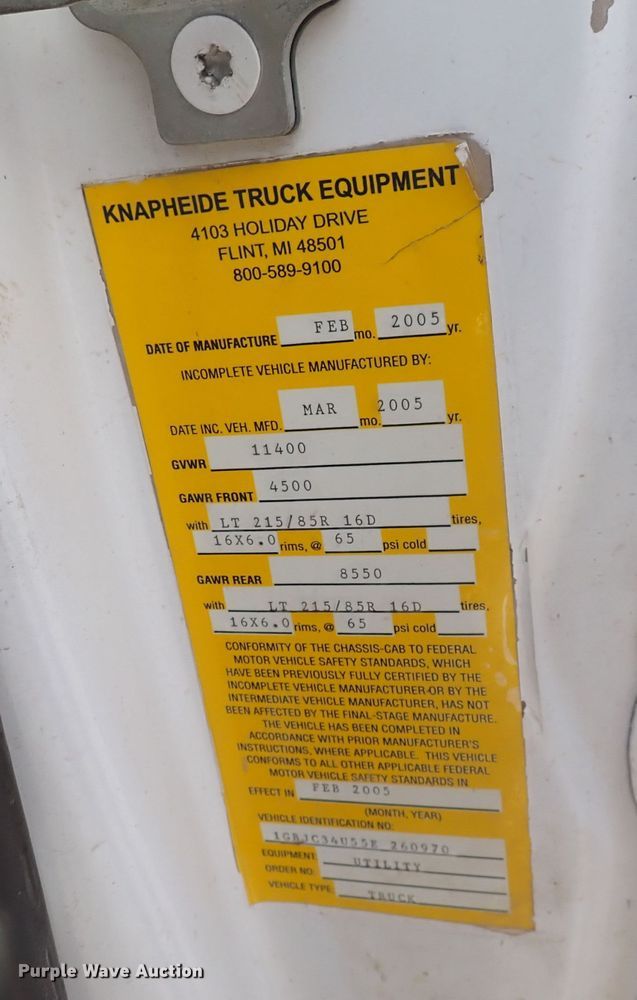 KNAPHEIDE TRUCK EQUIPMENT
4103 HOLIDAY DRIVE
FLINT, MI 48501
800-589-9100
DATE OF MANUFACTURE FEB mo. 2005 yr.
INCOMPLETE VEHICLE MANUFACTURED BY:
DATE INC. VEH. MFD. MAR mo. 2005 yr.
GVWR 11400
GAWR FRONT 4500
with LT 215/85R 16D tires,
16X6.0 rims, @ 65 psi cold
GAWR REAR 8550
with LT 215/85R 16D tires,
16X6.0 rims, @ 65 psi cold
CONFORMITY OF THE CHASSIS-CAB TO FEDERAL
MOTOR VEHICLE SAFETY STANDARDS, WHICH
HAVE BEEN PREVIOUSLY FULLY CERTIFIED BY THE
INCOMPLETE VEHICLE MANUFACTURER OR BY THE
INTERMEDIATE VEHICLE MANUFACTURER, HAS NOT
BEEN AFFECTED BY THE FINAL-STAGE MANUFACTURE.
THE VEHICLE HAS BEEN COMPLETED IN
ACCORDANCE WITH PRIOR MANUFACTURER'S
INSTRUCTIONS, WHERE APPLICABLE. THIS VEHICLE
CONFORMS TO ALL OTHER APPLICABLE FEDERAL
MOTOR VEHICLE SAFETY STANDARDS IN
EFFECT IN FEB 2005
(MONTH, YEAR)
VEHICLE IDENTIFICATION NO.
1GBJC34U55E 260970
EQUIPMENT UTILITY
ORDER NO.
VEHICLE TYPE TRUCK
Purple Wave Auction